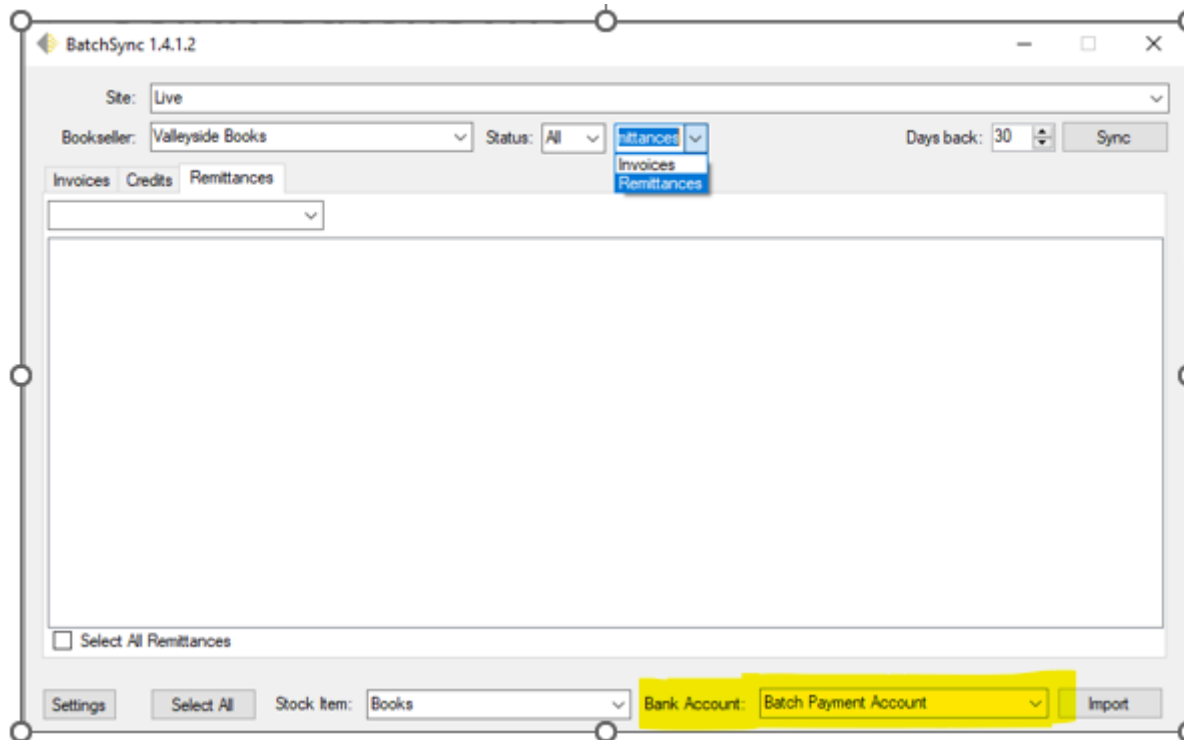 BatchSync 1.4.1.2
Site: Live
Bookseller: Valleyside Books Status: All mittances Days back: 30 Sync
Invoices
Remittances
Invoices Credits Remittances
Select All Remittances
Settings Select All Stock Item: Books Bank Account: Batch Payment Account Import